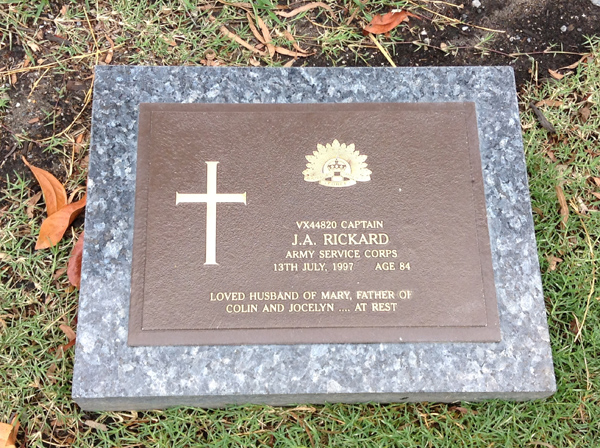 VX44820 CAPTAIN
J.A. RICKARD
ARMY SERVICE CORPS
13TH JULY, 1997 AGE 84
LOVED HUSBAND OF MARY, FATHER OF
COLIN AND JOCELYN .... AT REST